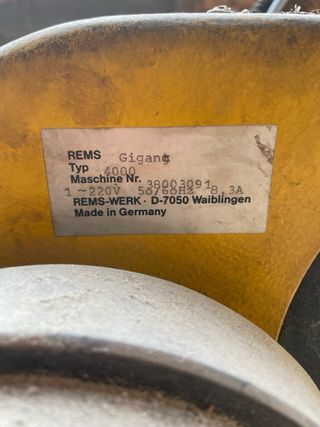 REMS Gigant
Typ 4000
Maschine Nr. 38003091
1~220V 50/60Hz 8,3A
REMS-WERK · D-7050 Waiblingen
Made in Germany